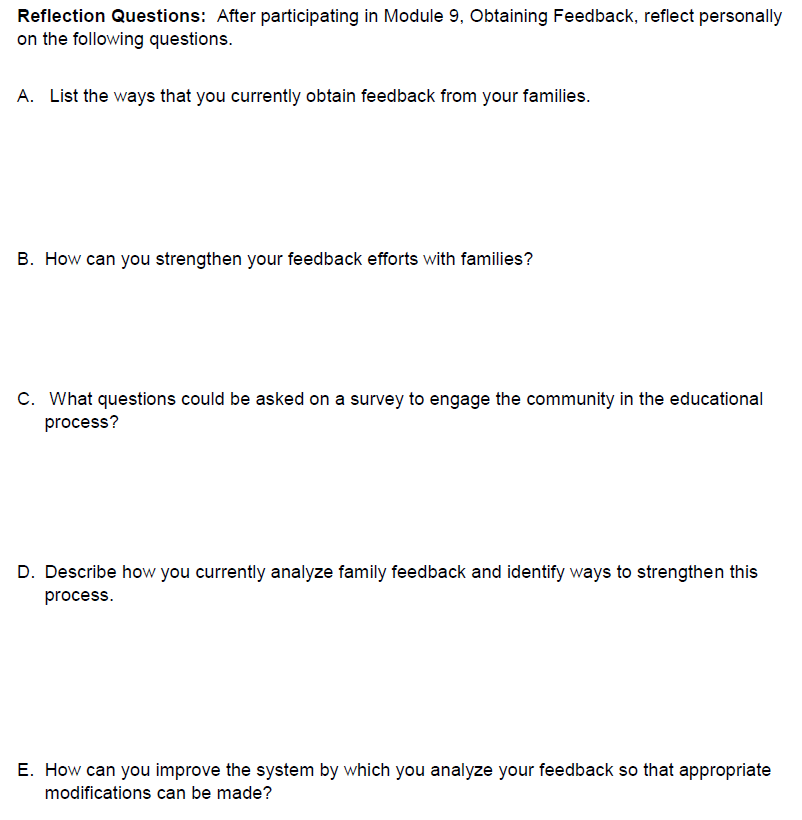 Reflection Questions:  After participating in Module 9, Obtaining Feedback, reflect personally
on the following questions.
A.  List the ways that you currently obtain feedback from your families.
B.  How can you strengthen your feedback efforts with families?
C.  What questions could be asked on a survey to engage the community in the educational
process?
D.  Describe how you currently analyze family feedback and identify ways to strengthen this
process.
E.  How can you improve the system by which you analyze your feedback so that appropriate
modifications can be made?